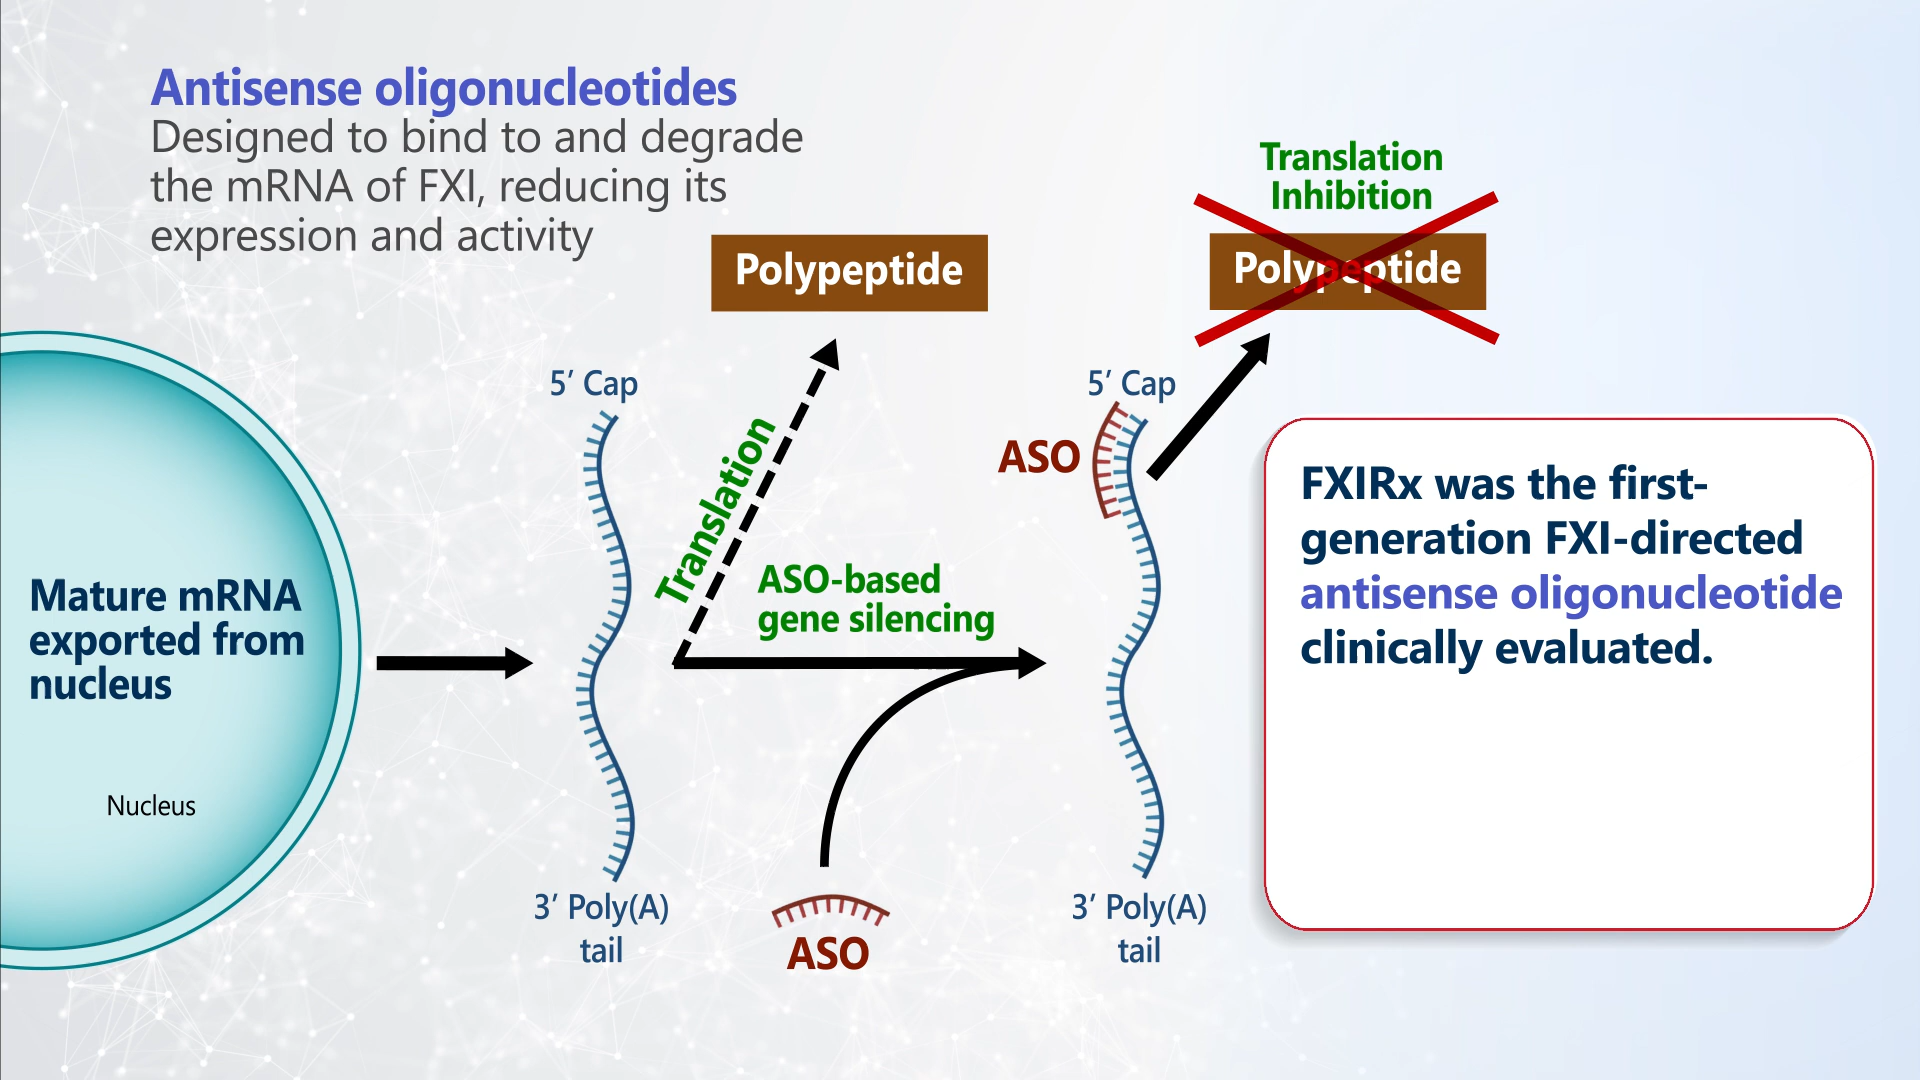 Antisense oligonucleotides
Designed to bind to and degrade
the mRNA of FXI, reducing its
expression and activity
Translation
Inhibition
Polypeptide
Polypeptide
5’ Cap
5’ Cap
Translation
ASO
ASO-based
gene silencing
Mature mRNA
exported from
nucleus
Nucleus
3’ Poly(A)
tail
ASO
3’ Poly(A)
tail
FXIRx was the first-
generation FXI-directed
antisense oligonucleotide
clinically evaluated.